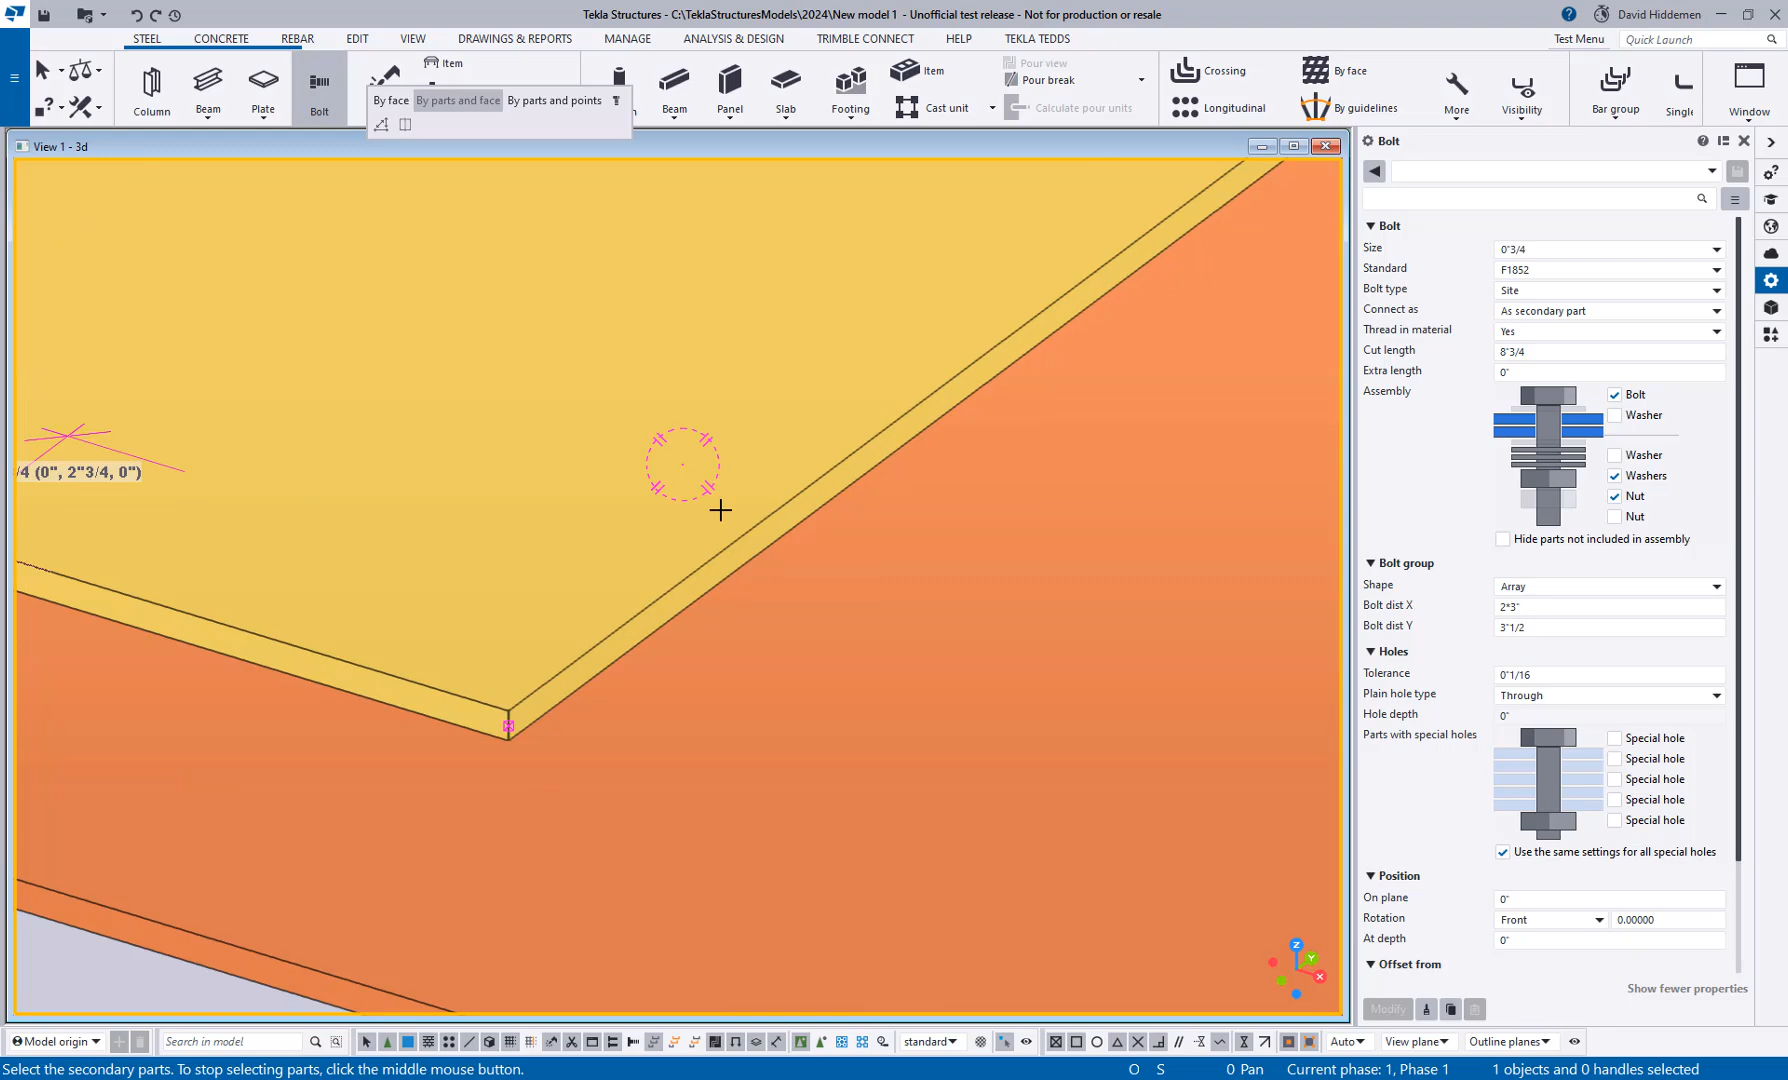 Tekla Structures - C:\TeklaStructuresModels\2024\New model 1 - Unofficial test release - Not for production or resale
David Hiddemen
STEEL CONCRETE REBAR EDIT VIEW DRAWINGS & REPORTS MANAGE ANALYSIS & DESIGN TRIMBLE CONNECT HELP TEKLA TEDDS
Test Menu Quick Launch
Column Beam Plate Bolt
Item
By face By parts and face By parts and points
Beam Panel Slab Footing
Item
Cast unit
Pour view
Pour break
Calculate pour units
Crossing
Longitudinal
By face
By guidelines
More Visibility Bar group Single Window
View 1 - 3d
/4 (0", 2"3/4, 0")
Bolt
Bolt
Size 0"3/4
Standard F1852
Bolt type Site
Connect as As secondary part
Thread in material Yes
Cut length 8"3/4
Extra length 0"
Assembly
Bolt
Washer
Washer
Washers
Nut
Nut
Hide parts not included in assembly
Bolt group
Shape Array
Bolt dist X 2*3"
Bolt dist Y 3"1/2
Holes
Tolerance 0"1/16
Plain hole type Through
Hole depth 0"
Parts with special holes
Special hole
Special hole
Special hole
Special hole
Special hole
Use the same settings for all special holes
Position
On plane 0"
Rotation Front 0.00000
At depth 0"
Offset from
Show fewer properties
Modify
Z
Y
X
Model origin Search in model standard Auto View plane Outline planes
Select the secondary parts. To stop selecting parts, click the middle mouse button.
O S 0 Pan Current phase: 1, Phase 1 1 objects and 0 handles selected